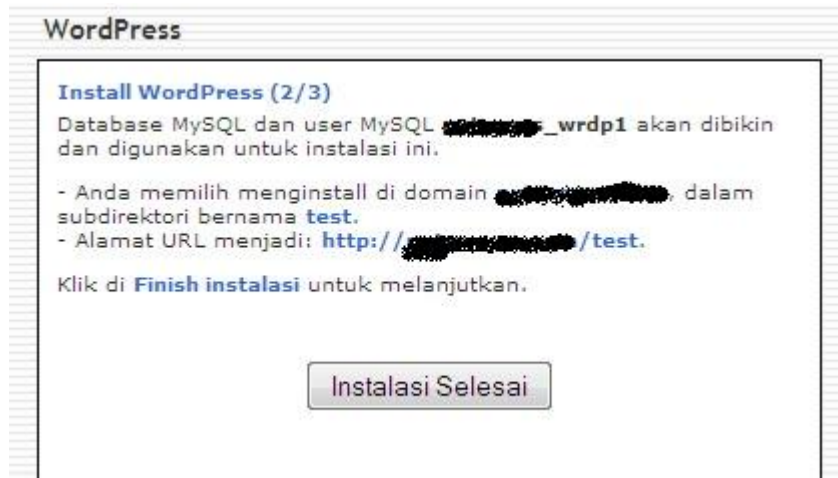 WordPress
Install WordPress (2/3)
Database MySQL dan user MySQL _wrdp1 akan dibikin
dan digunakan untuk instalasi ini.
- Anda memilih menginstall di domain , dalam
subdirektori bernama test.
- Alamat URL menjadi: http:// /test.
Klik di Finish instalasi untuk melanjutkan.
Instalasi Selesai